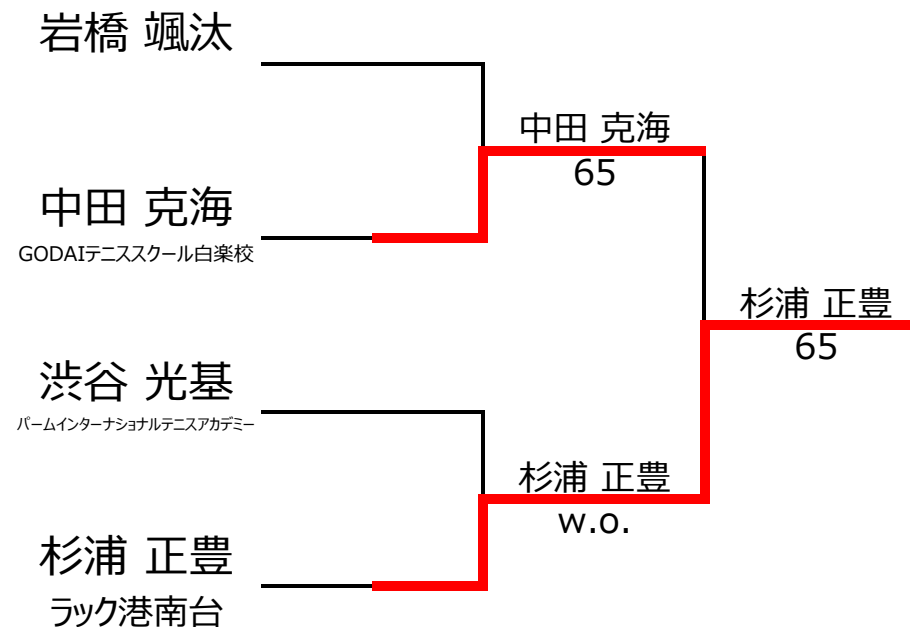 岩橋 颯汰
中田 克海
65
中田 克海
GODAIテニススクール白楽校
杉浦 正豊
65
渋谷 光基
パームインターナショナルテニスアカデミー
杉浦 正豊
w.o.
杉浦 正豊
ラック港南台